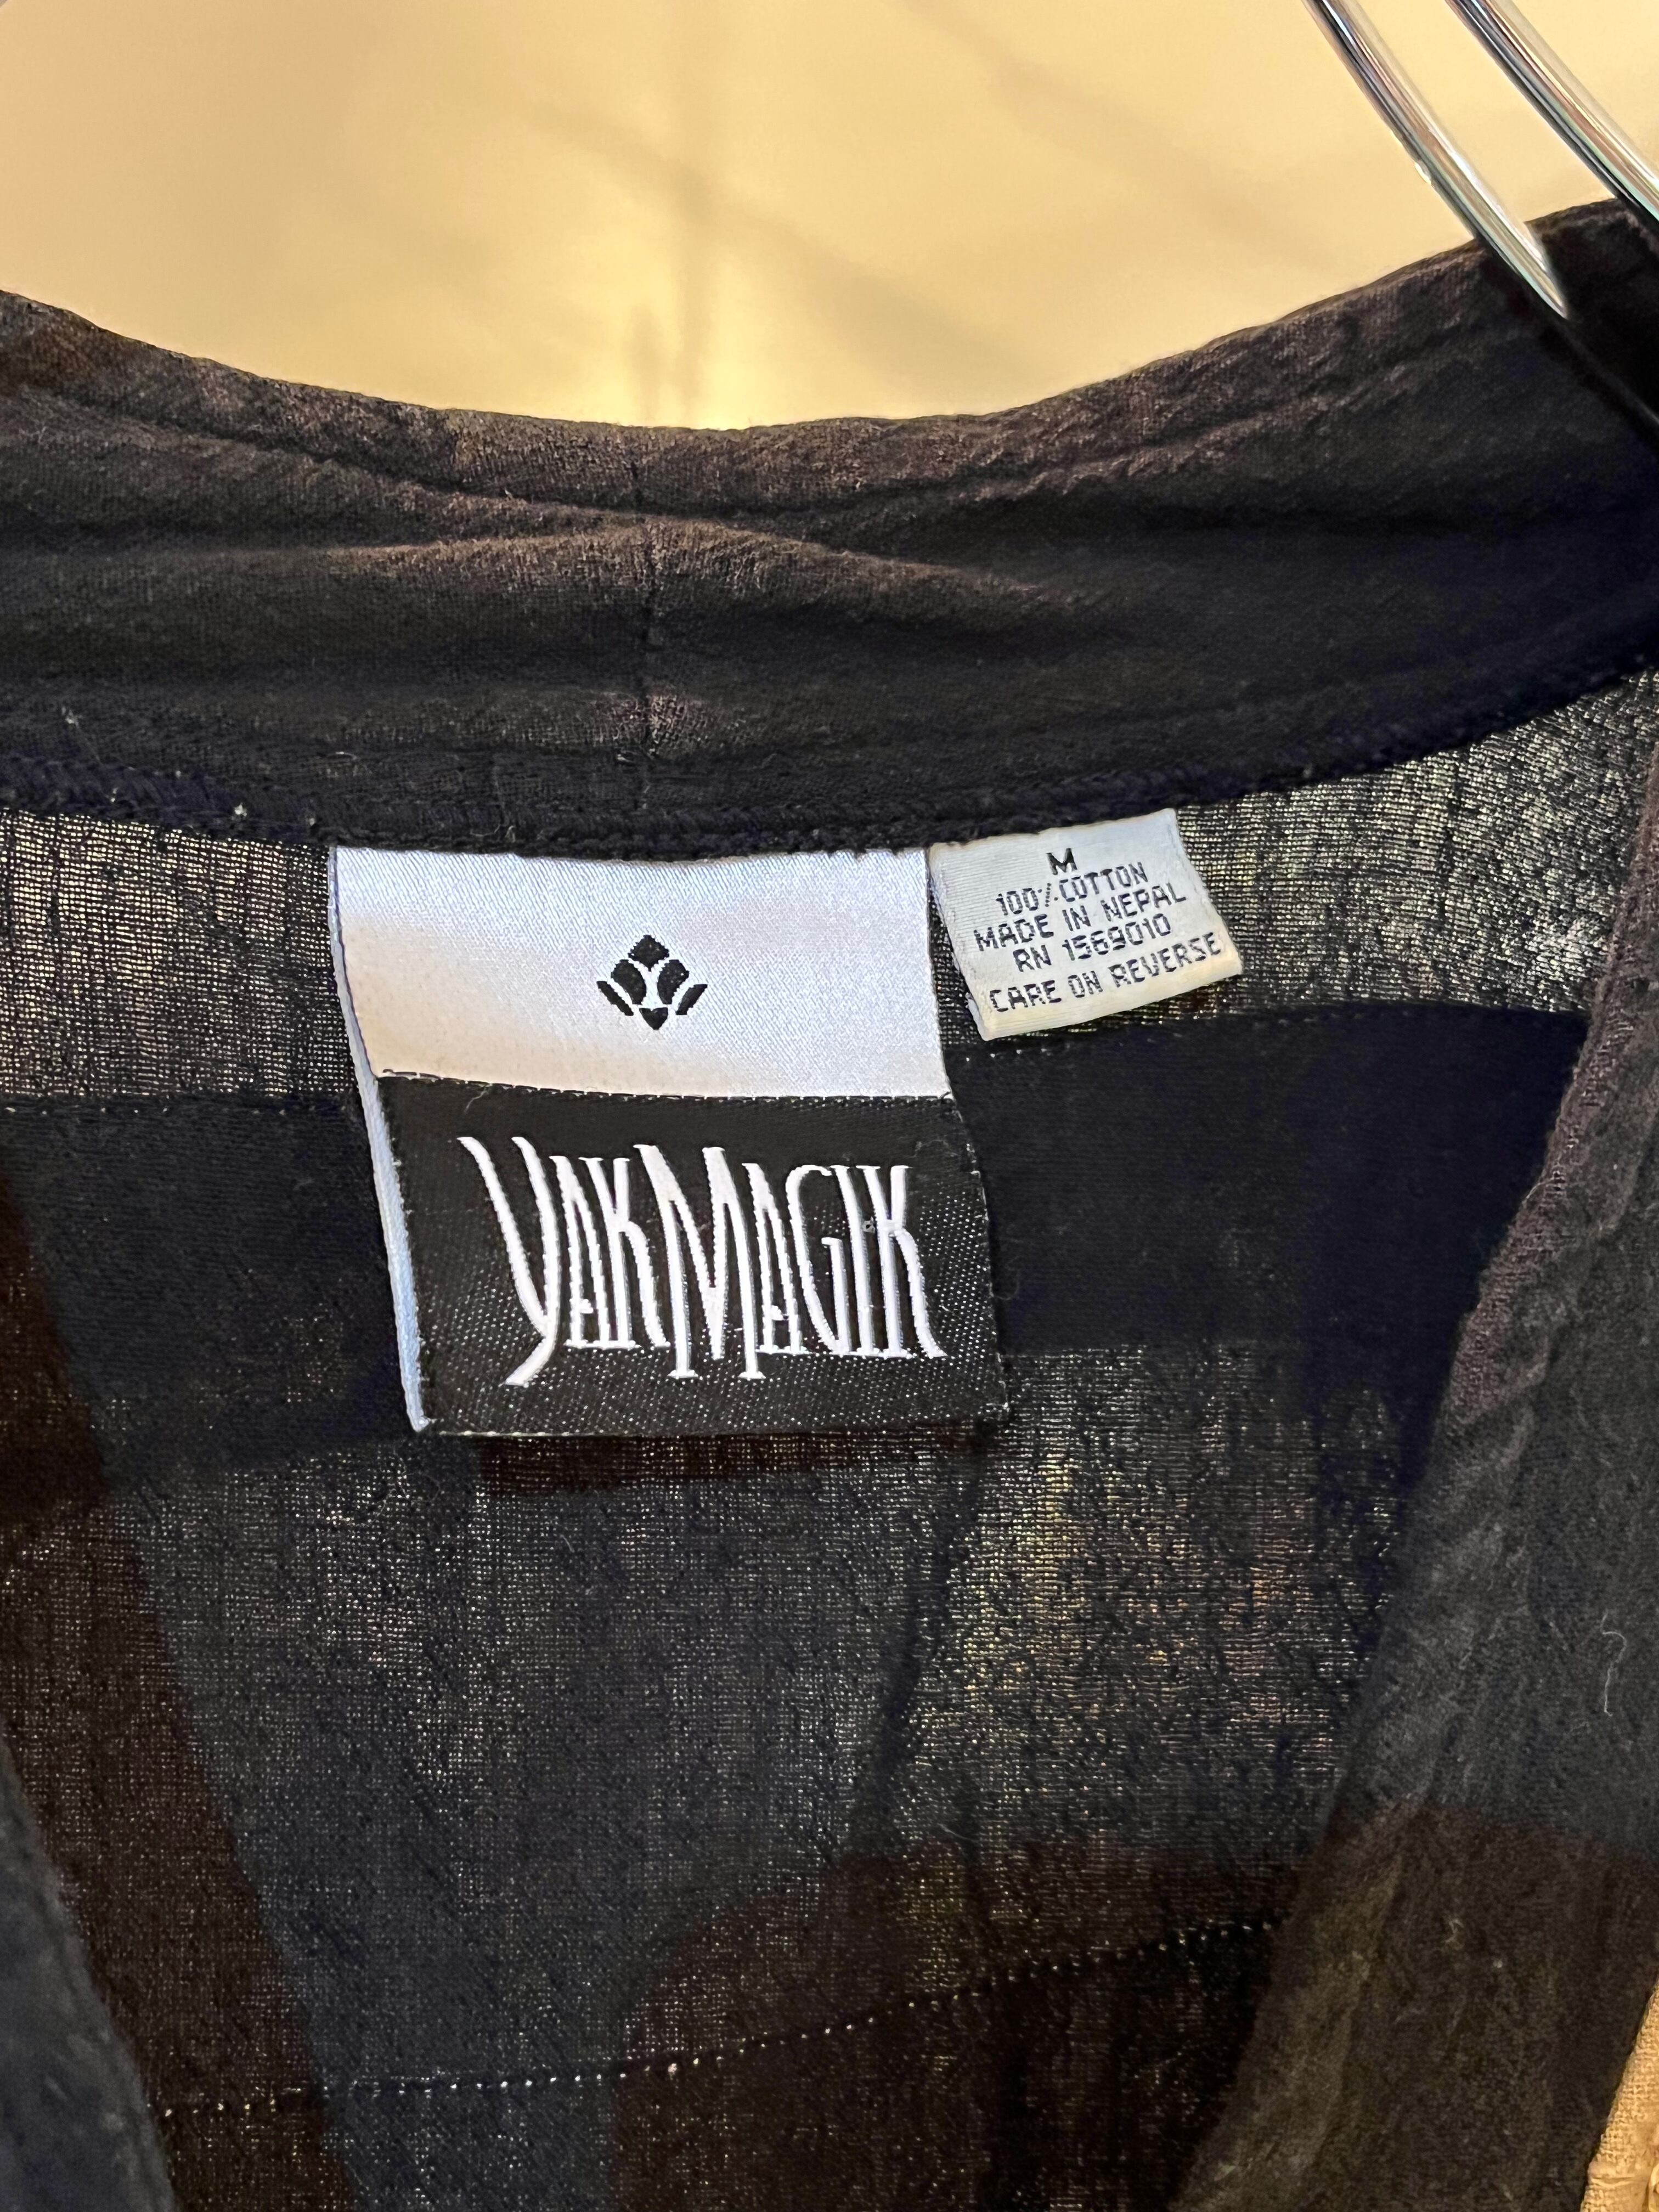 M
100% COTTON
MADE IN NEPAL
RN 1569010
CARE ON REVERSE
YAKMAGIK